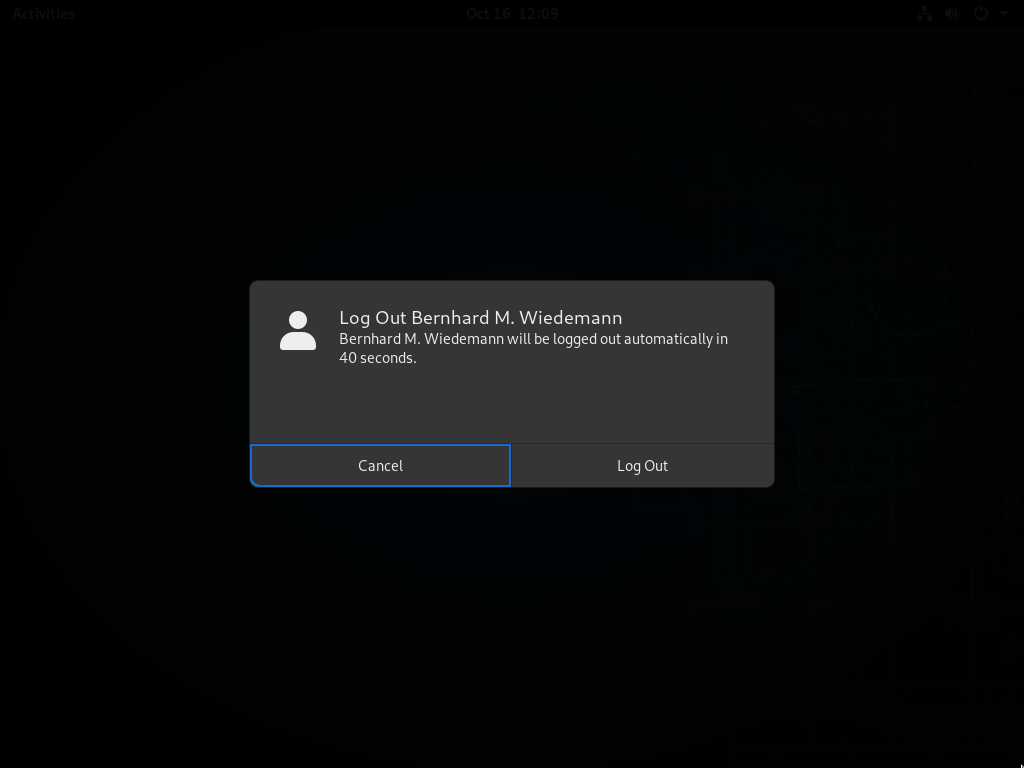 Activities
Oct 16 12:09
Log Out Bernhard M. Wiedemann
Bernhard M. Wiedemann will be logged out automatically in
40 seconds.
Cancel
Log Out